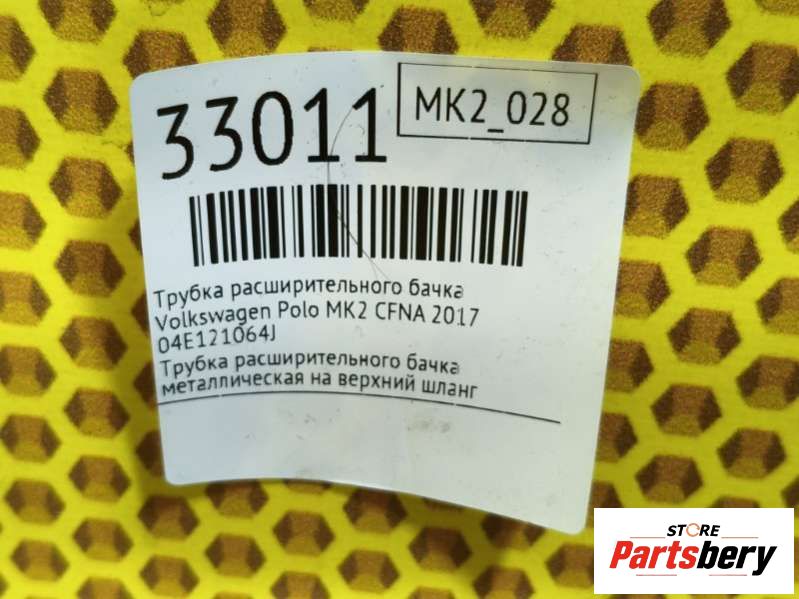 33011
MK2_028
Трубка расширительного бачка
Volkswagen Polo MK2 CFNA 2017
04E121064J
Трубка расширительного бачка
металлическая на верхний шланг
STORE
Partsbery